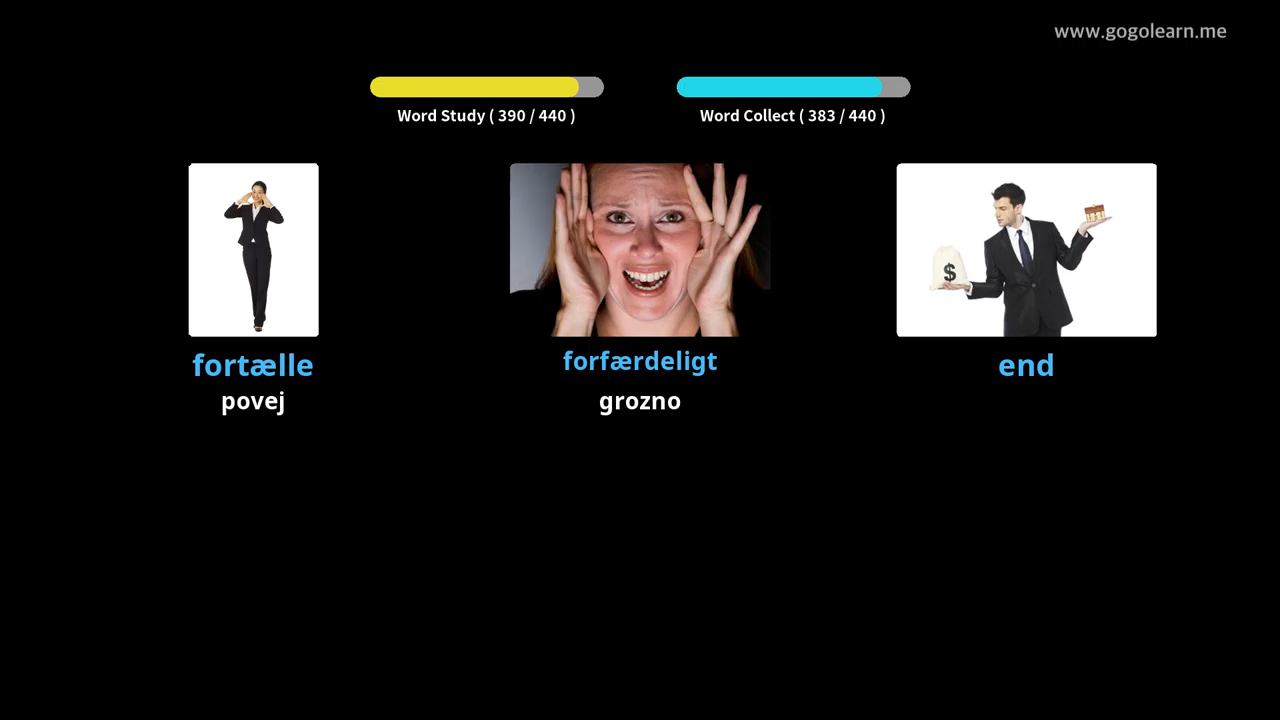 www.gogolearn.me
Word Study ( 390 / 440 )
Word Collect ( 383 / 440 )
$
fortælle
povej
forfærdeligt
grozno
end